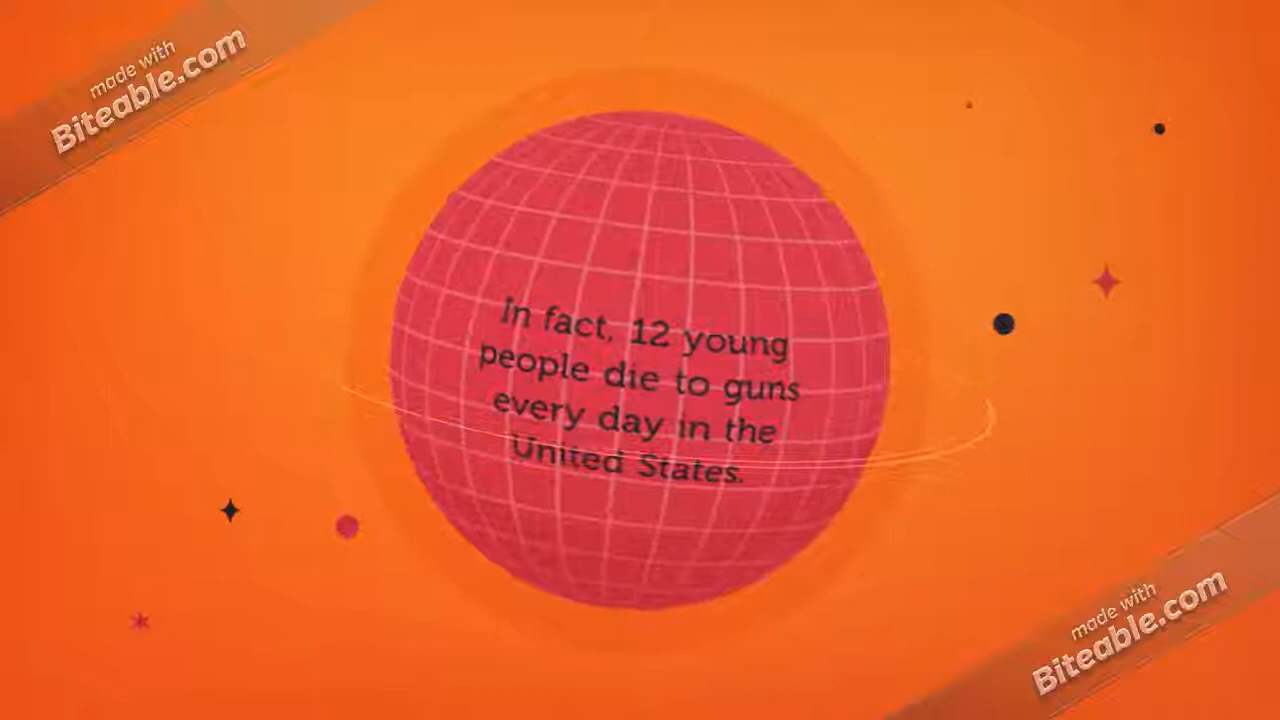 made with
Biteable.com
In fact, 12 young
people die to guns
every day in the
United States.
made with
Biteable.com